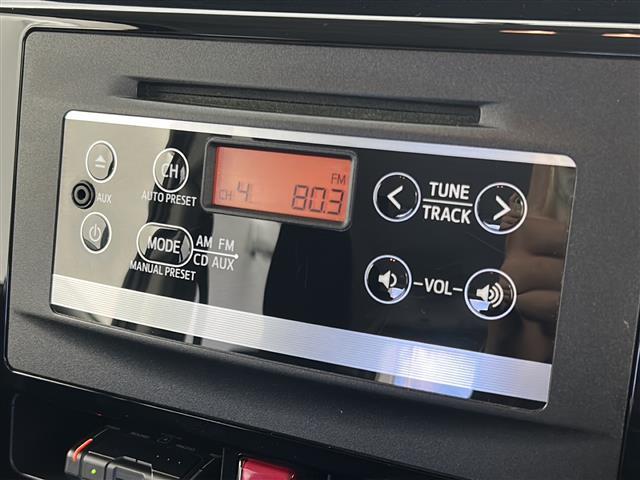 AUX
CH
AUTO PRESET
MODE
MANUAL PRESET
AM FM
CD AUX
FM
CH 4 80.3
TUNE
TRACK
VOL